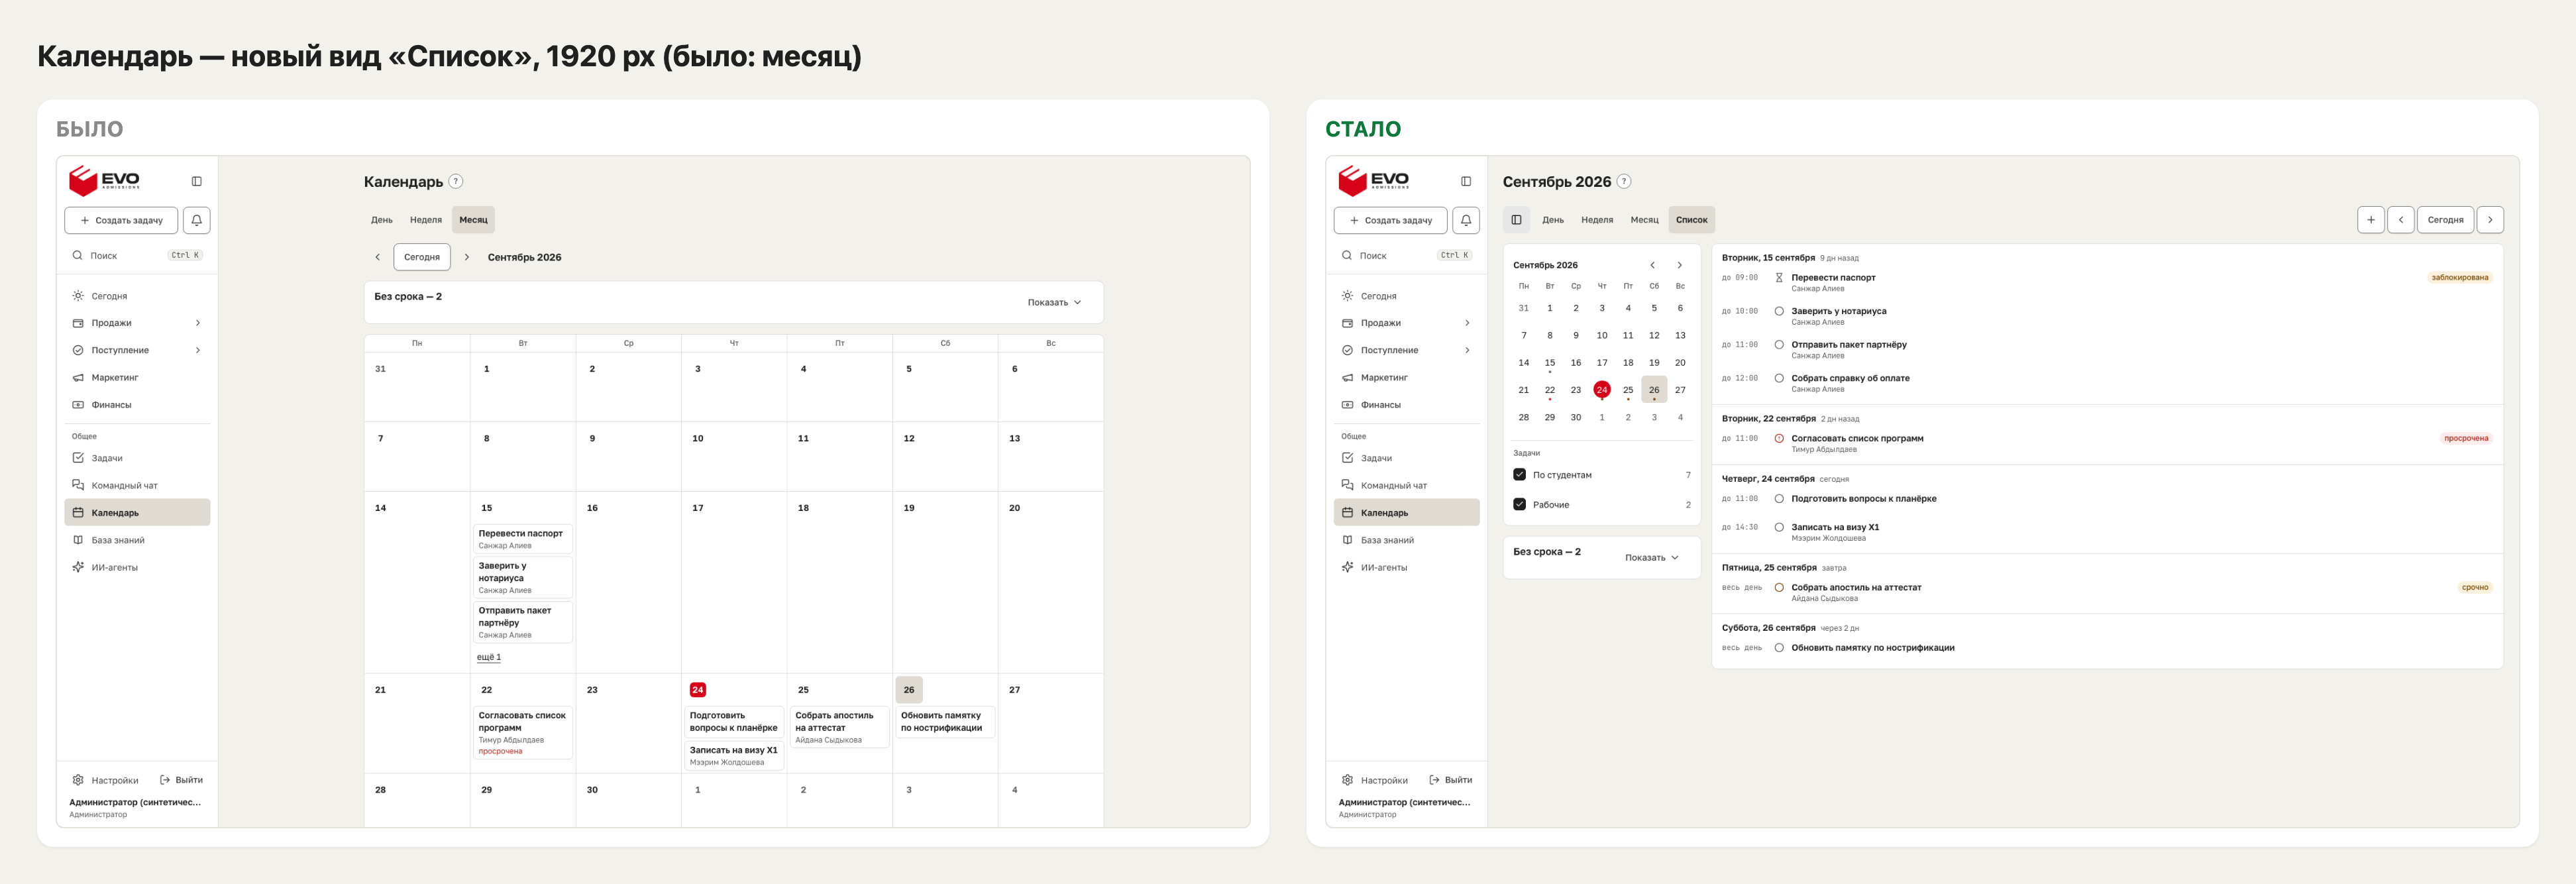 Календарь — новый вид «Список», 1920 px (было: месяц)
БЫЛО
EVO
ADMISSIONS
Создать задачу
Поиск Ctrl K
Сегодня
Продажи
Поступление
Маркетинг
Финансы
Общее
Задачи
Командный чат
Календарь
База знаний
ИИ-агенты
Настройки Выйти
Администратор (синтетичес...
Администратор
Календарь ?
День Неделя Месяц
Сегодня Сентябрь 2026
Без срока — 2
Показать
Пн Вт Ср Чт Пт Сб Вс
31 1 2 3 4 5 6
7 8 9 10 11 12 13
14 15 16 17 18 19 20
Перевести паспорт
Санжар Алиев
Заверить у
нотариуса
Санжар Алиев
Отправить пакет
партнёру
Санжар Алиев
ещё 1
21 22 23 24 25 26 27
Согласовать список
программ
Тимур Абдылдаев
просрочена
Подготовить
вопросы к планёрке
Записать на визу X1
Мээрим Жолдошева
Собрать апостиль
на аттестат
Айдана Сыдыкова
Обновить памятку
по нострификации
28 29 30 1 2 3 4
СТАЛО
EVO
ADMISSIONS
Создать задачу
Поиск Ctrl K
Сегодня
Продажи
Поступление
Маркетинг
Финансы
Общее
Задачи
Командный чат
Календарь
База знаний
ИИ-агенты
Настройки Выйти
Администратор (синтетичес...
Администратор
Сентябрь 2026 ?
День Неделя Месяц Список
Сегодня
Сентябрь 2026
Пн Вт Ср Чт Пт Сб Вс
31 1 2 3 4 5 6
7 8 9 10 11 12 13
14 15 16 17 18 19 20
21 22 23 24 25 26 27
28 29 30 1 2 3 4
Задачи
По студентам 7
Рабочие 2
Без срока — 2
Показать
Вторник, 15 сентября 9 дн назад
до 09:00 Перевести паспорт заблокирована
Санжар Алиев
до 10:00 Заверить у нотариуса
Санжар Алиев
до 11:00 Отправить пакет партнёру
Санжар Алиев
до 12:00 Собрать справку об оплате
Санжар Алиев
Вторник, 22 сентября 2 дн назад
до 11:00 Согласовать список программ просрочена
Тимур Абдылдаев
Четверг, 24 сентября сегодня
до 11:00 Подготовить вопросы к планёрке
до 14:30 Записать на визу X1
Мээрим Жолдошева
Пятница, 25 сентября завтра
весь день Собрать апостиль на аттестат срочно
Айдана Сыдыкова
Суббота, 26 сентября через 2 дн
весь день Обновить памятку по нострификации